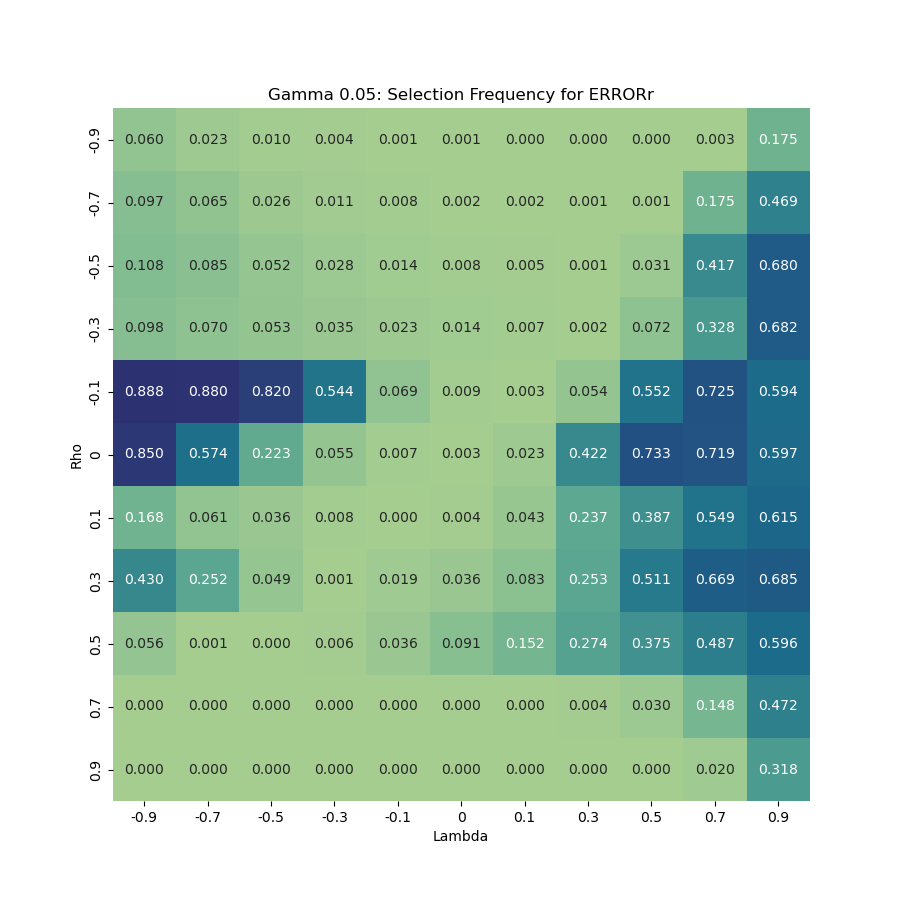 Gamma 0.05: Selection Frequency for ERRORr
-0.9 0.060 0.023 0.010 0.004 0.001 0.001 0.000 0.000 0.000 0.003 0.175
-0.7 0.097 0.065 0.026 0.011 0.008 0.002 0.002 0.001 0.001 0.175 0.469
-0.5 0.108 0.085 0.052 0.028 0.014 0.008 0.005 0.001 0.031 0.417 0.680
-0.3 0.098 0.070 0.053 0.035 0.023 0.014 0.007 0.002 0.072 0.328 0.682
-0.1 0.888 0.880 0.820 0.544 0.069 0.009 0.003 0.054 0.552 0.725 0.594
Rho
0 0.850 0.574 0.223 0.055 0.007 0.003 0.023 0.422 0.733 0.719 0.597
0.1 0.168 0.061 0.036 0.008 0.000 0.004 0.043 0.237 0.387 0.549 0.615
0.3 0.430 0.252 0.049 0.001 0.019 0.036 0.083 0.253 0.511 0.669 0.685
0.5 0.056 0.001 0.000 0.006 0.036 0.091 0.152 0.274 0.375 0.487 0.596
0.7 0.000 0.000 0.000 0.000 0.000 0.000 0.000 0.004 0.030 0.148 0.472
0.9 0.000 0.000 0.000 0.000 0.000 0.000 0.000 0.000 0.000 0.020 0.318
-0.9 -0.7 -0.5 -0.3 -0.1 0 0.1 0.3 0.5 0.7 0.9
Lambda